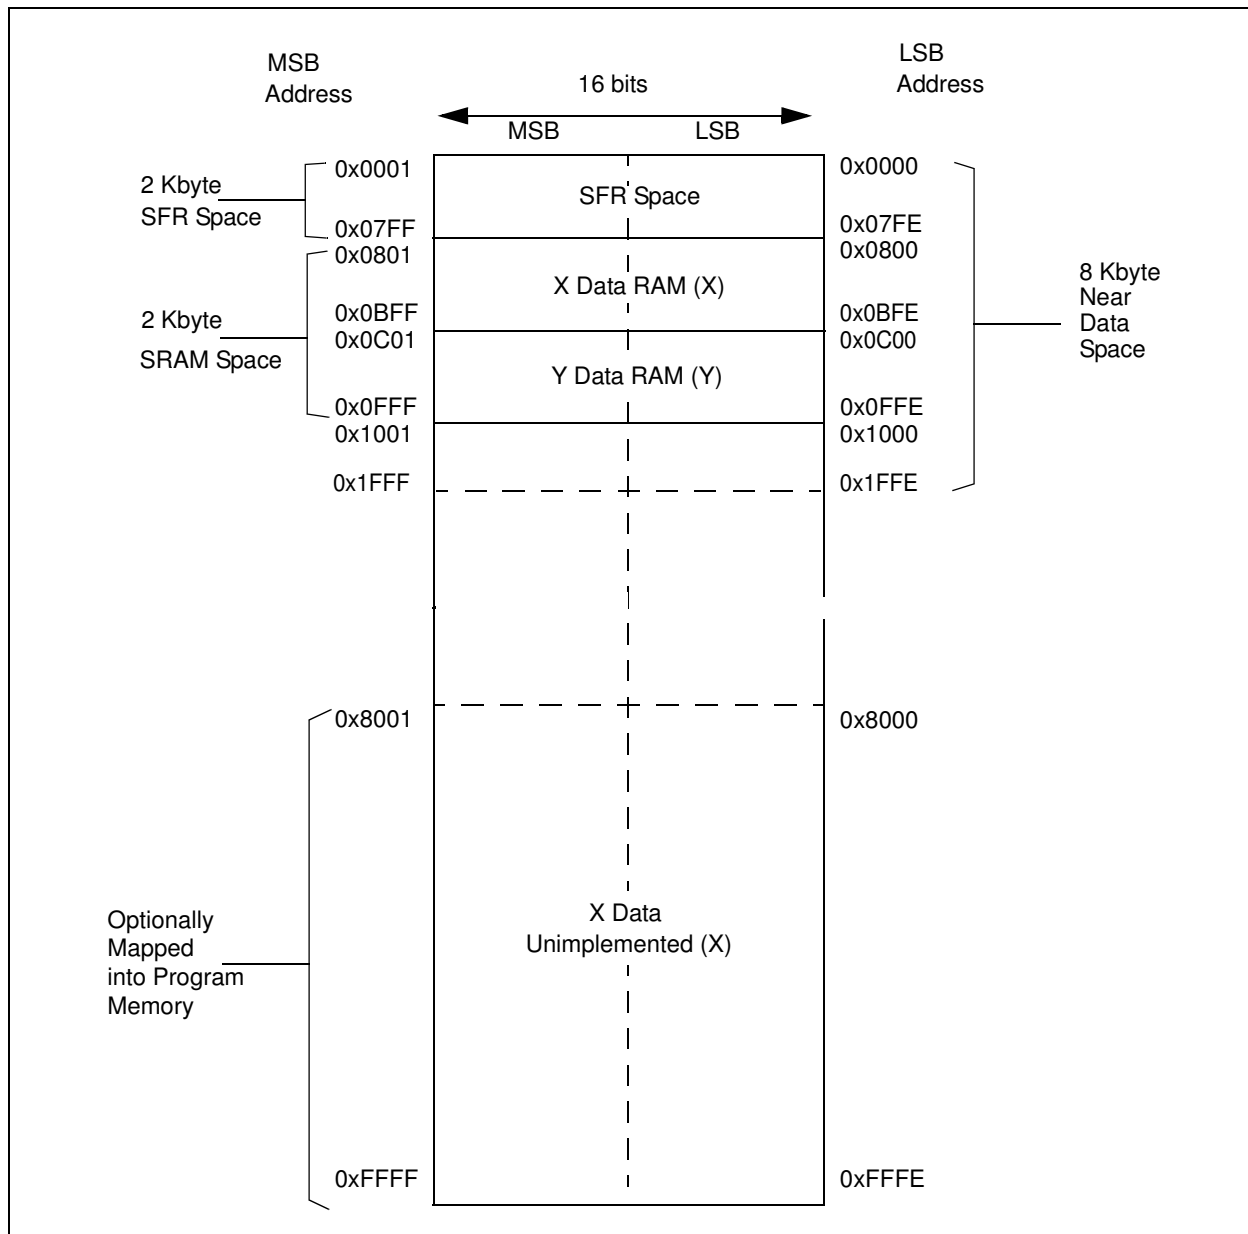 MSB
Address
LSB
Address
16 bits
MSB
LSB
0x0001
0x0000
2 Kbyte
SFR Space
SFR Space
0x07FF
0x07FE
0x0801
0x0800
X Data RAM (X)
8 Kbyte
Near
Data
Space
2 Kbyte
SRAM Space
0x0BFF
0x0BFE
0x0C01
0x0C00
Y Data RAM (Y)
0x0FFF
0x0FFE
0x1001
0x1000
0x1FFF
0x1FFE
0x8001
0x8000
Optionally
Mapped
into Program
Memory
X Data
Unimplemented (X)
0xFFFF
0xFFFE